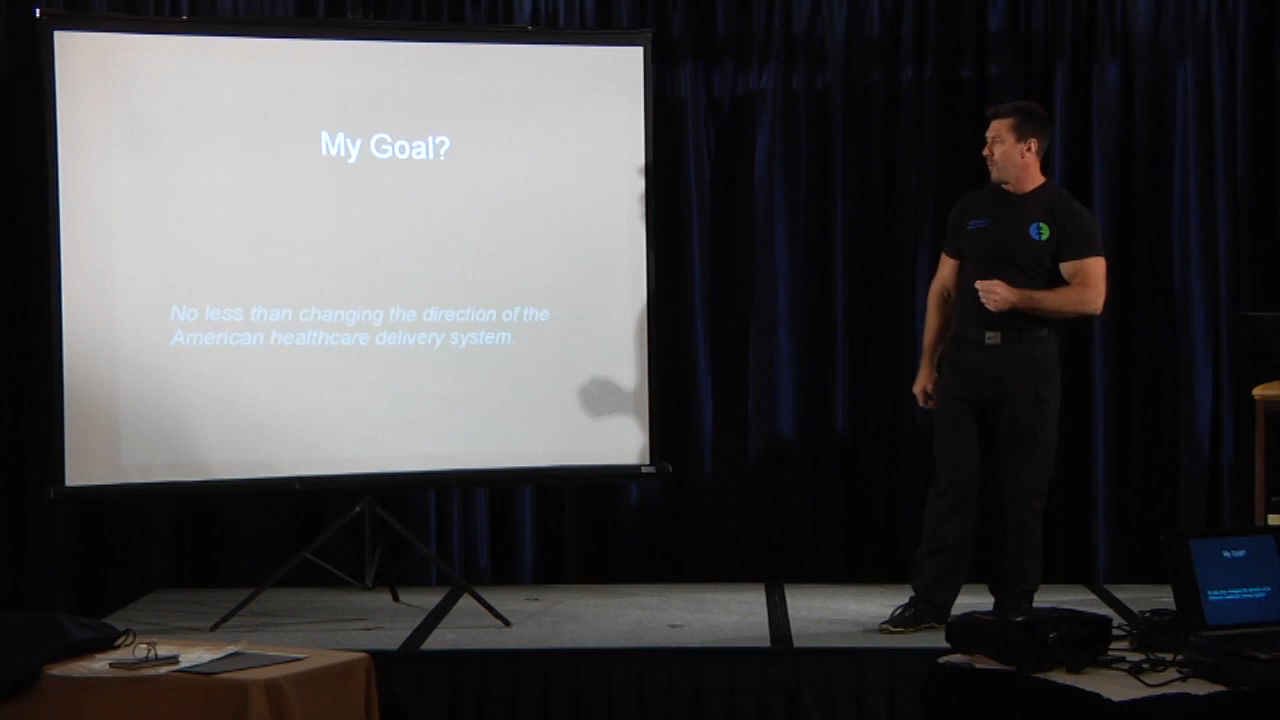 My Goal?
No less than changing the direction of the
American healthcare delivery system.
My Goal?